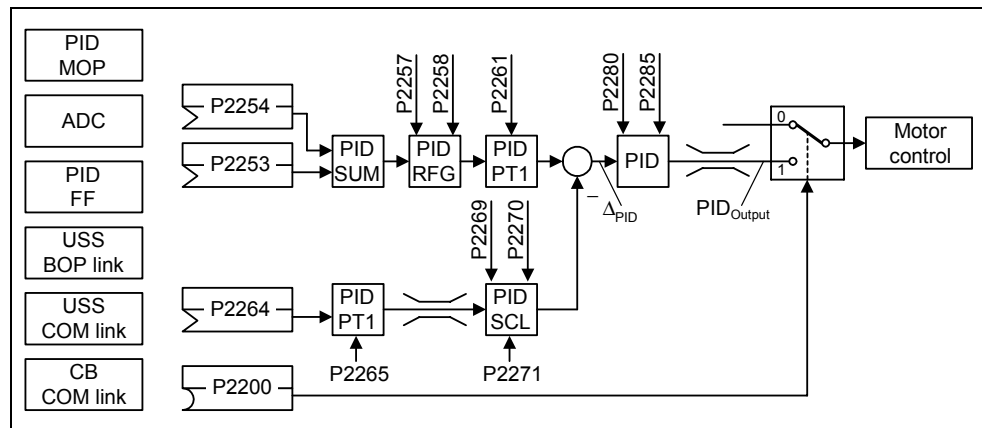 PID
MOP
ADC
PID
FF
USS
BOP link
USS
COM link
CB
COM link
P2254
P2253
P2264
P2200
PID
SUM
P2257
P2258
PID
RFG
P2261
PID
PT1
−
ΔPID
P2280
P2285
PID
PIDOutput
0
1
Motor
control
PID
PT1
P2265
P2269
P2270
PID
SCL
P2271